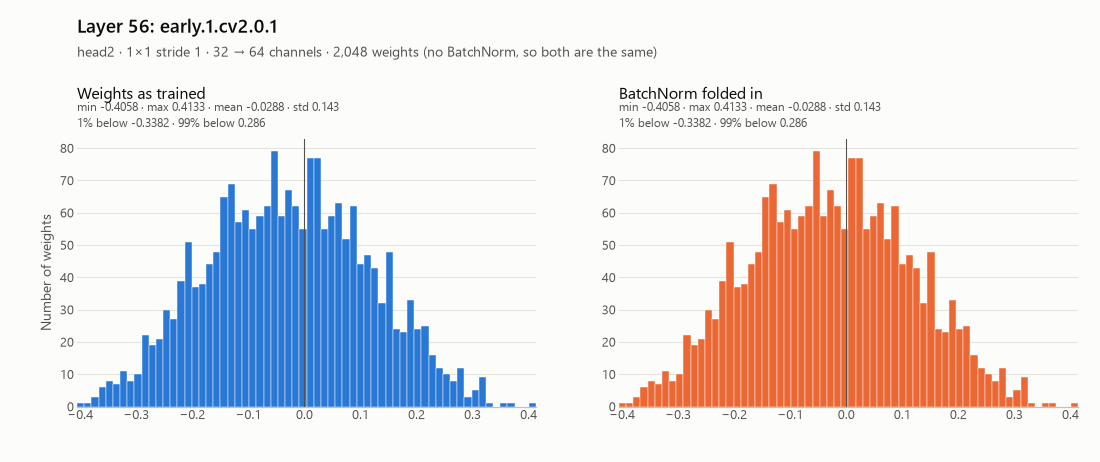 Layer 56: early.1.cv2.0.1
head2 · 1×1 stride 1 · 32 → 64 channels · 2,048 weights (no BatchNorm, so both are the same)
Weights as trained
min -0.4058 · max 0.4133 · mean -0.0288 · std 0.143
1% below -0.3382 · 99% below 0.286
Number of weights
80
70
60
50
40
30
20
10
0
−0.4 −0.3 −0.2 −0.1 0.0 0.1 0.2 0.3 0.4
BatchNorm folded in
min -0.4058 · max 0.4133 · mean -0.0288 · std 0.143
1% below -0.3382 · 99% below 0.286
80
70
60
50
40
30
20
10
0
−0.4 −0.3 −0.2 −0.1 0.0 0.1 0.2 0.3 0.4